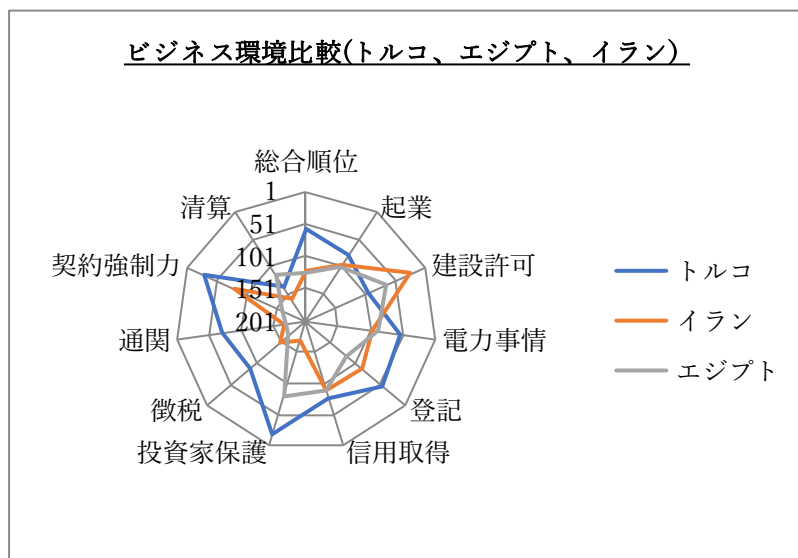 ビジネス環境比較(トルコ、エジプト、イラン)
総合順位
起業
建設許可
電力事情
登記
信用取得
投資家保護
徴税
通関
契約強制力
清算
1
51
101
151
201
トルコ
イラン
エジプト